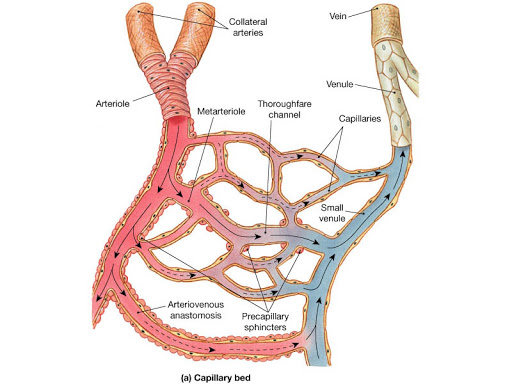 Collateral
arteries
Vein
Venule
Arteriole
Metarteriole
Thoroughfare
channel
Capillaries
Small
venule
Arteriovenous
anastomosis
Precapillary
sphincters
(a) Capillary bed